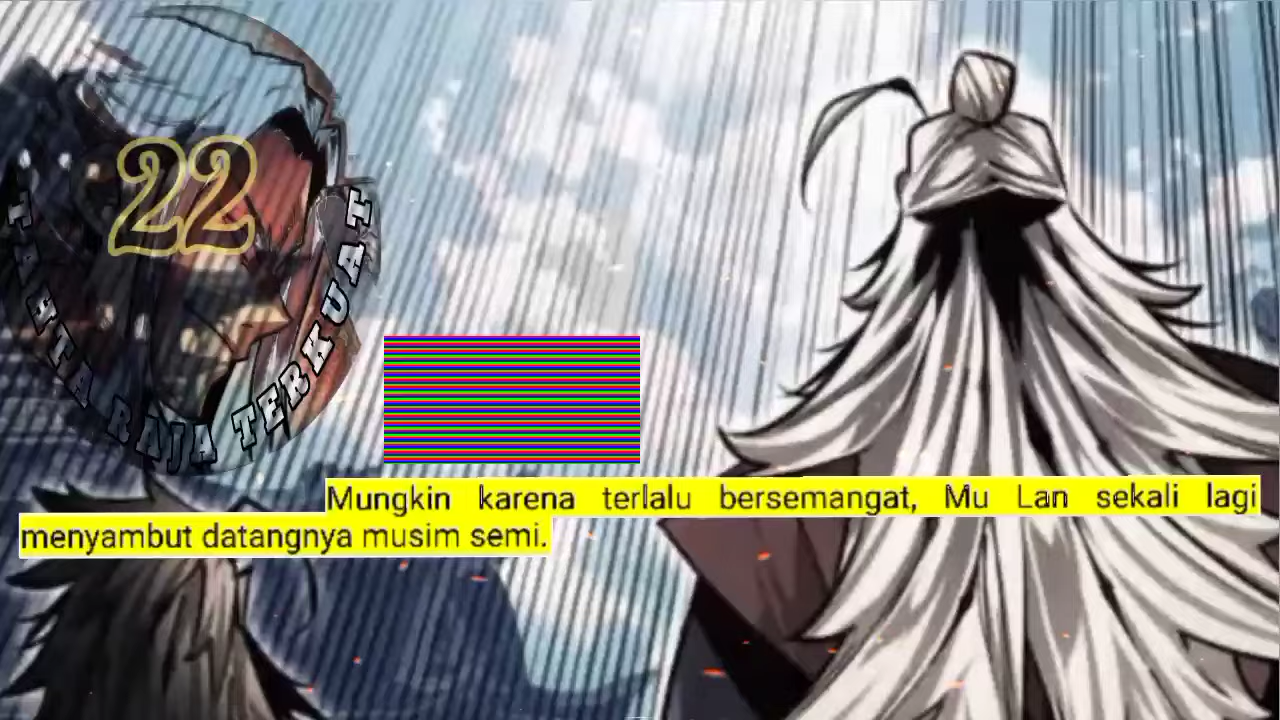 22
TAHTA RAJA TERKUAT
Mungkin karena terlalu bersemangat, Mu Lan sekali lagi
menyambut datangnya musim semi.